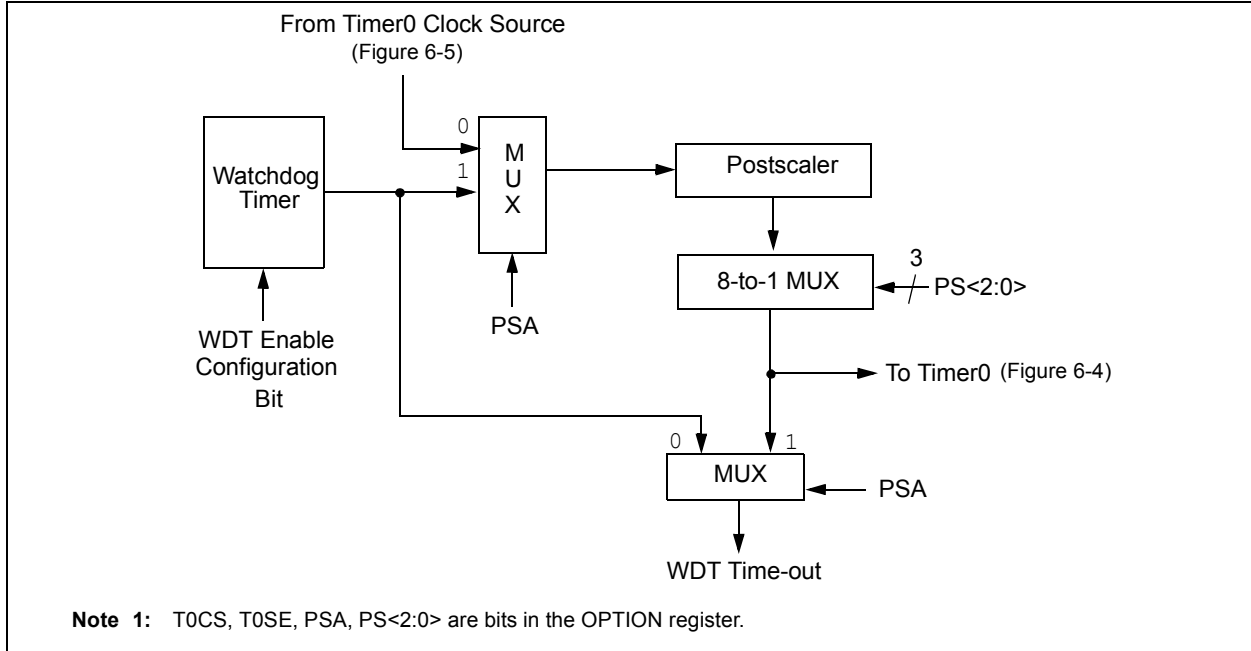 From Timer0 Clock Source
(Figure 6-5)
0
1
M
U
X
Watchdog
Timer
Postscaler
8-to-1 MUX
3
PS<2:0>
PSA
WDT Enable
Configuration
Bit
To Timer0 (Figure 6-4)
0
1
MUX
PSA
WDT Time-out
Note 1: T0CS, T0SE, PSA, PS<2:0> are bits in the OPTION register.